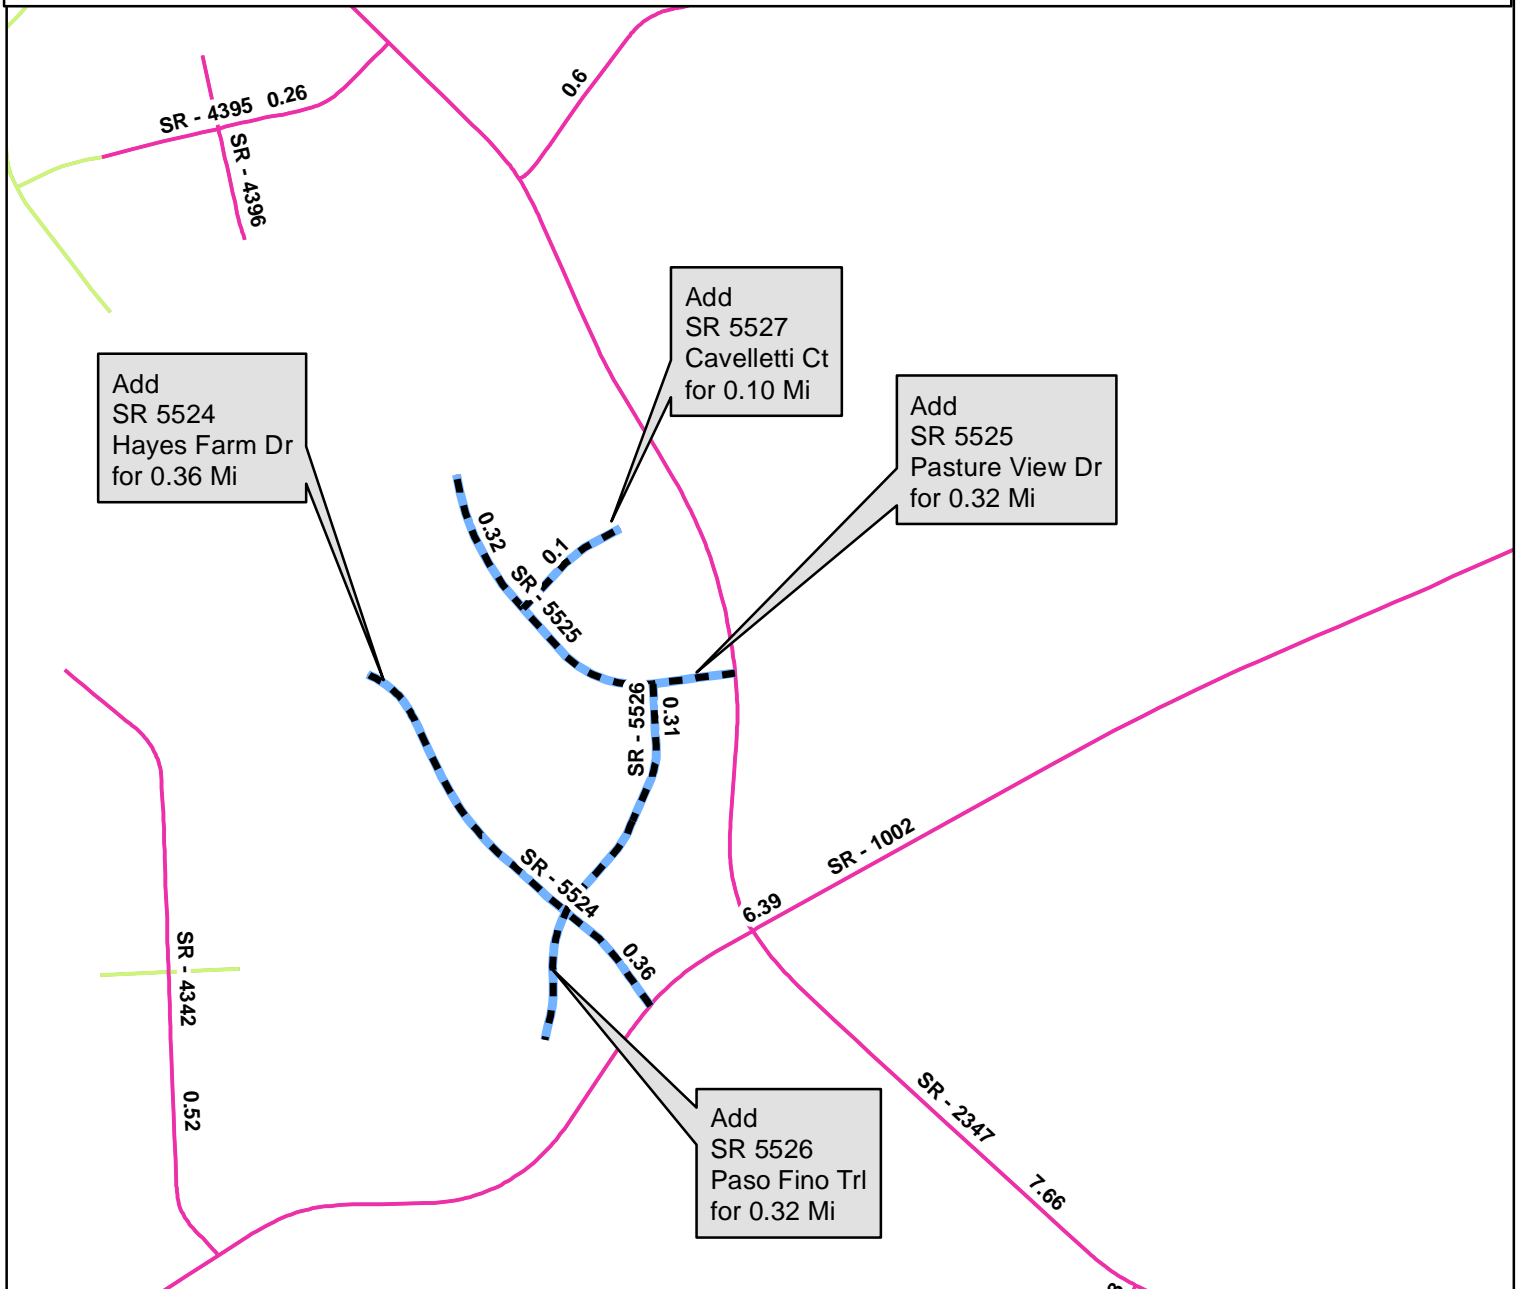 0.6
SR - 4395 0.26
SR - 4396
Add
SR 5527
Cavelletti Ct
for 0.10 Mi
Add
SR 5524
Hayes Farm Dr
for 0.36 Mi
Add
SR 5525
Pasture View Dr
for 0.32 Mi
0.32
0.1
SR - 5525
SR - 5526
0.31
SR - 5524
0.36
SR - 1002
6.39
SR - 4342
0.52
SR - 2347
7.66
Add
SR 5526
Paso Fino Trl
for 0.32 Mi